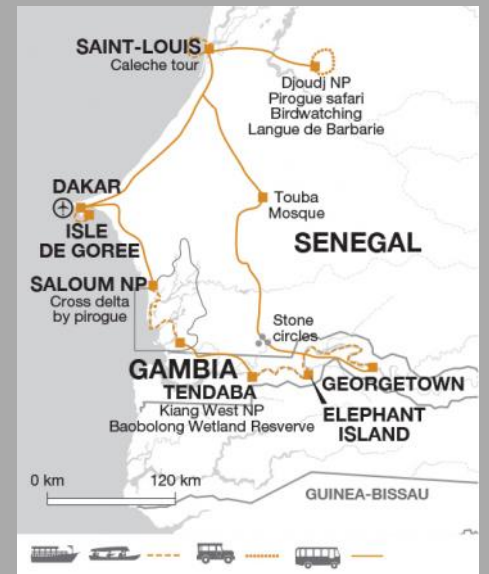 SAINT-LOUIS
Caleche tour
Djoudj NP
Pirogue safari
Birdwatching
Langue de Barbarie
DAKAR
ISLE
DE GOREE
Touba
Mosque
SENEGAL
SALOUM NP
Cross delta
by pirogue
Stone
circles
GAMBIA
TENDABA
Kiang West NP
Baobolong Wetland Resverve
GEORGETOWN
ELEPHANT
ISLAND
0 km
120 km
GUINEA-BISSAU